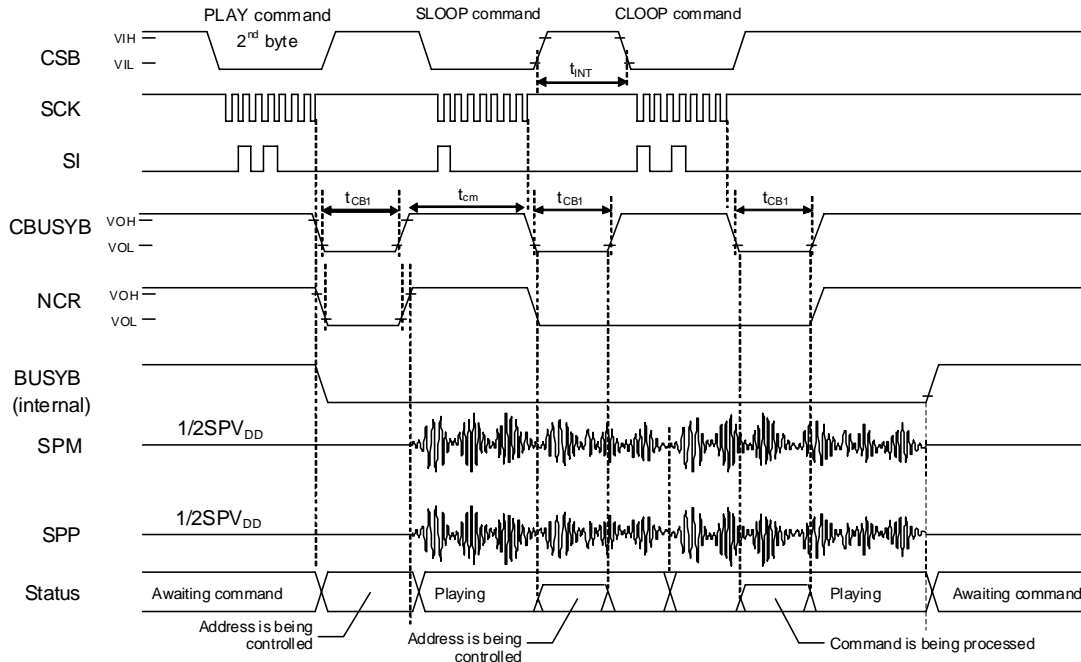 PLAY command
2nd byte
SLOOP command
CLOOP command
CSB
VIH
VIL
tINT
SCK
SI
tCB1
tcm
tCB1
tCB1
CBUSYB
VOH
VOL
NCR
VOH
VOL
BUSYB
(internal)
1/2SPVDD
SPM
1/2SPVDD
SPP
Status
Awaiting command
Playing
Playing
Awaiting command
Address is being
controlled
Address is being
controlled
Command is being processed